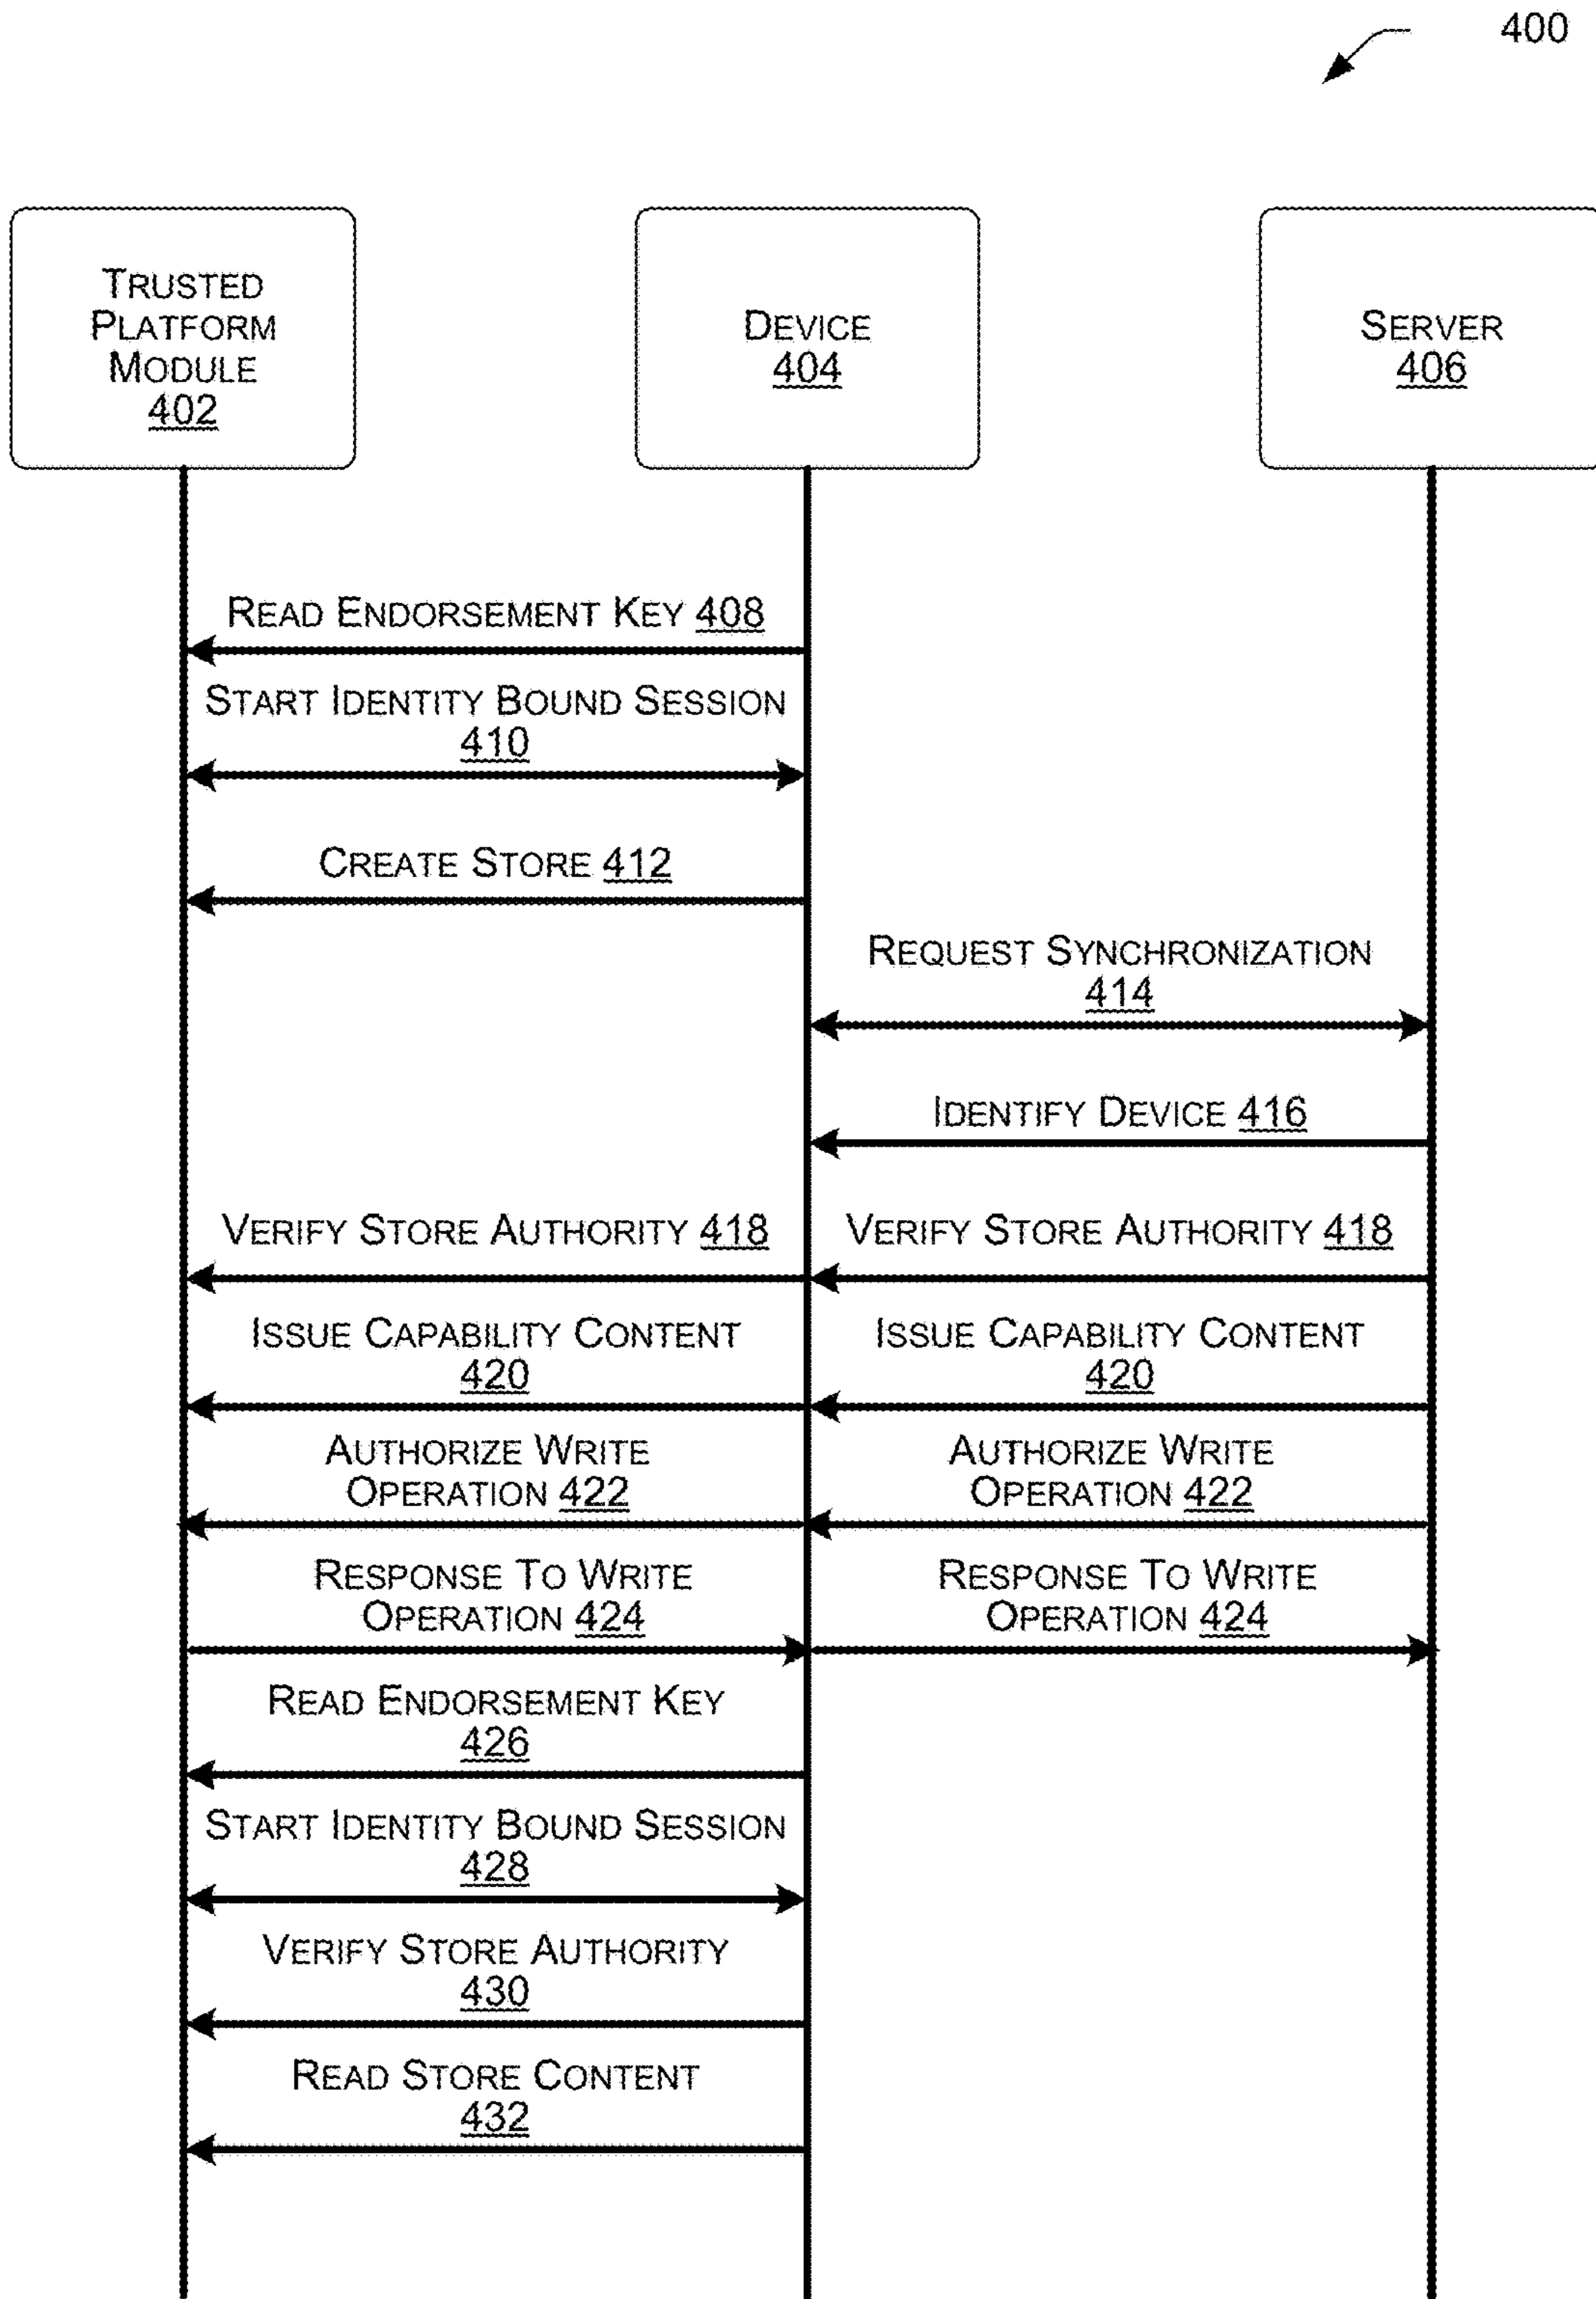 400
TRUSTED
PLATFORM
MODULE
402
DEVICE
404
SERVER
406
READ ENDORSEMENT KEY 408
START IDENTITY BOUND SESSION
410
CREATE STORE 412
REQUEST SYNCHRONIZATION
414
IDENTIFY DEVICE 416
VERIFY STORE AUTHORITY 418
VERIFY STORE AUTHORITY 418
ISSUE CAPABILITY CONTENT
420
ISSUE CAPABILITY CONTENT
420
AUTHORIZE WRITE
OPERATION 422
AUTHORIZE WRITE
OPERATION 422
RESPONSE TO WRITE
OPERATION 424
RESPONSE TO WRITE
OPERATION 424
READ ENDORSEMENT KEY
426
START IDENTITY BOUND SESSION
428
VERIFY STORE AUTHORITY
430
READ STORE CONTENT
432